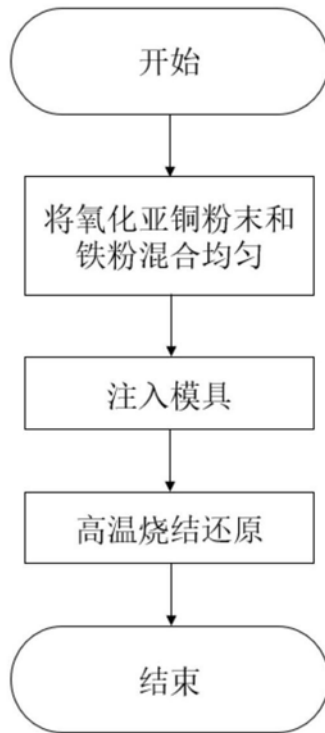 开始
将氧化亚铜粉末和
铁粉混合均匀
注入模具
高温烧结还原
结束